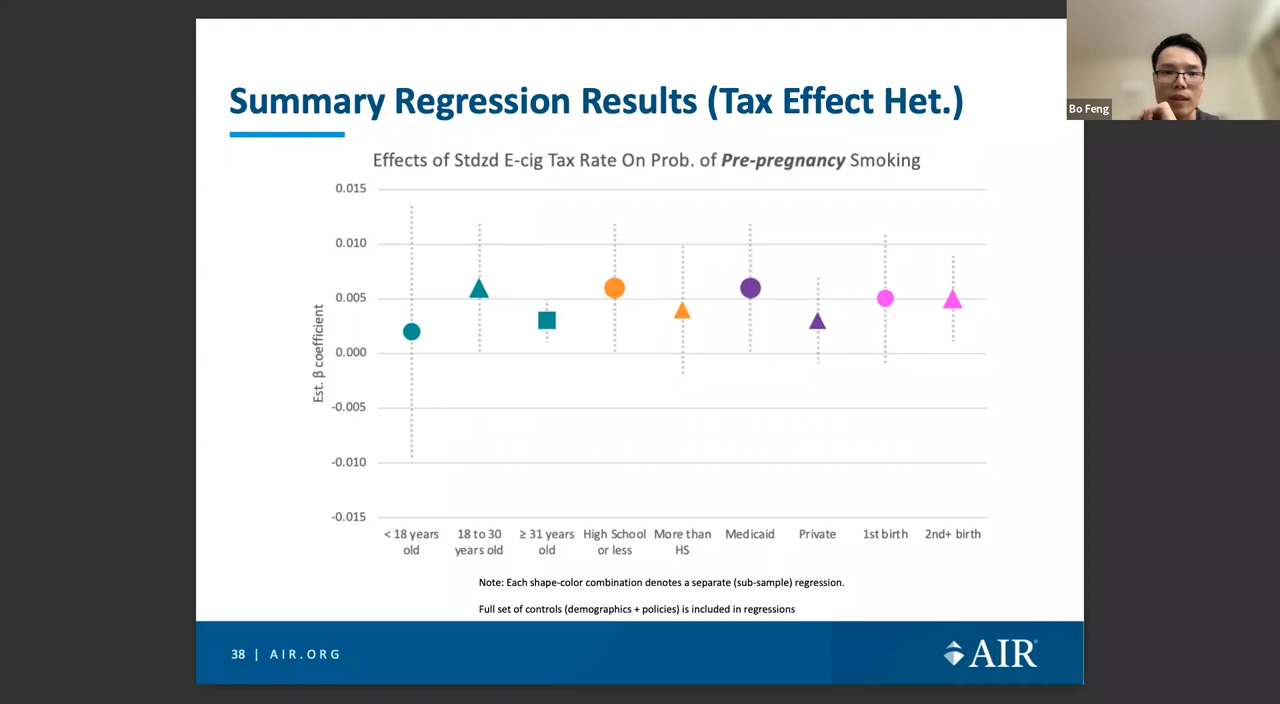 Summary Regression Results (Tax Effect Het.)
Bo Feng
Effects of Stdzd E-cig Tax Rate On Prob. of Pre-pregnancy Smoking
Est. β coefficient
0.015
0.010
0.005
0.000
-0.005
-0.010
-0.015
< 18 years
old
18 to 30
years old
≥ 31 years
old
High School
or less
More than
HS
Medicaid
Private
1st birth
2nd+ birth
Note: Each shape-color combination denotes a separate (sub-sample) regression.
Full set of controls (demographics + policies) is included in regressions
38 | AIR.ORG
AIR®